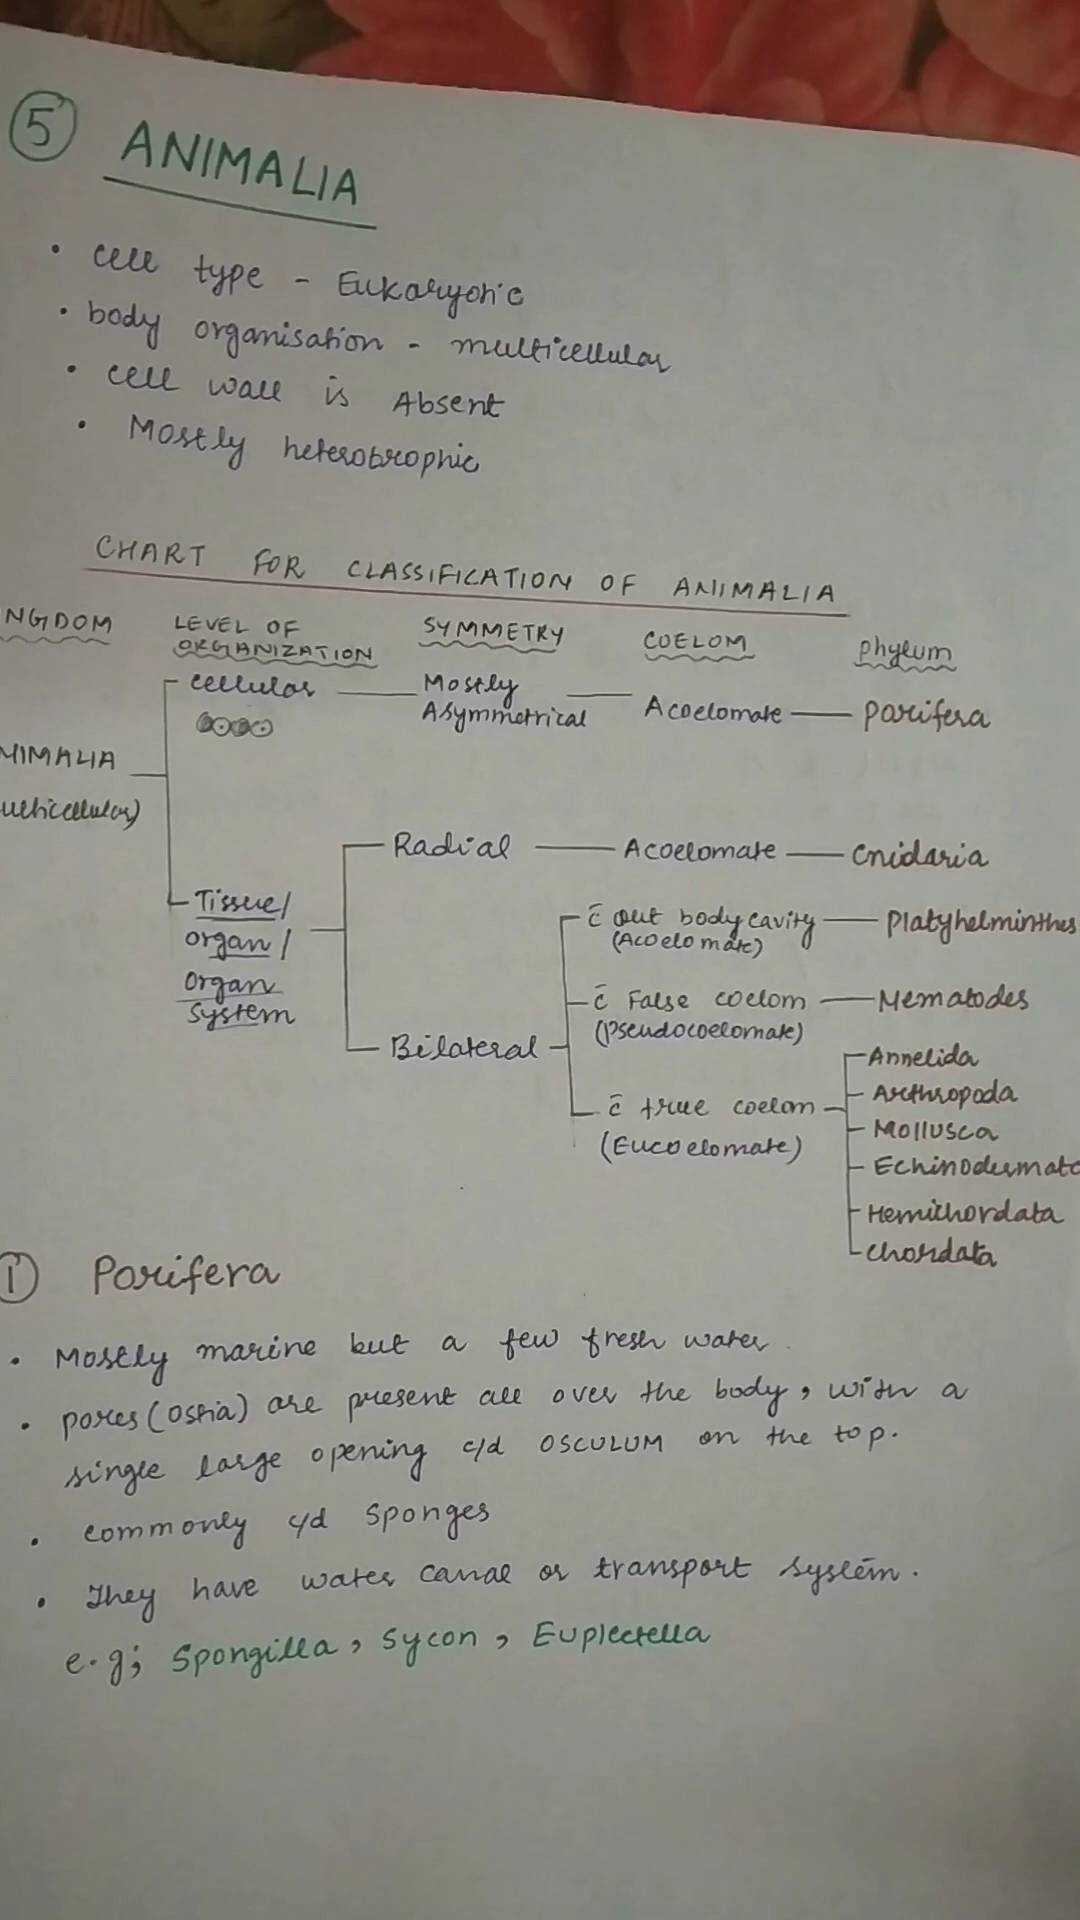 5 ANIMALIA
• cell type - Eukaryotic
• body organisation - multicellular
• cell wall is Absent
• Mostly heterotrophic
CHART FOR CLASSIFICATION OF ANIMALIA
NGDOM LEVEL OF ORGANIZATION SYMMETRY COELOM Phylum
cellular Mostly Asymmetrical Acoelomate Porifera
NIMALIA
ulticellular)
Radial Acoelomate Cnidaria
Tissue/
organ/
organ
system
c̄ out body cavity Platyhelminthes
(Acoelomate)
c̄ False coelom Nematodes
(Pseudocoelomate)
Bilateral
Annelida
c̄ true coelom Arthropoda
(Eucoelomate) Mollusca
Echinodermata
Hemichordata
Chordata
1 Porifera
• Mostly marine but a few fresh water.
• pores (Ostia) are present all over the body, with a
single large opening c/d OSCULUM on the top.
• commonly c/d Sponges
• They have water canal or transport system.
e.g; Spongilla, Sycon, Euplectella